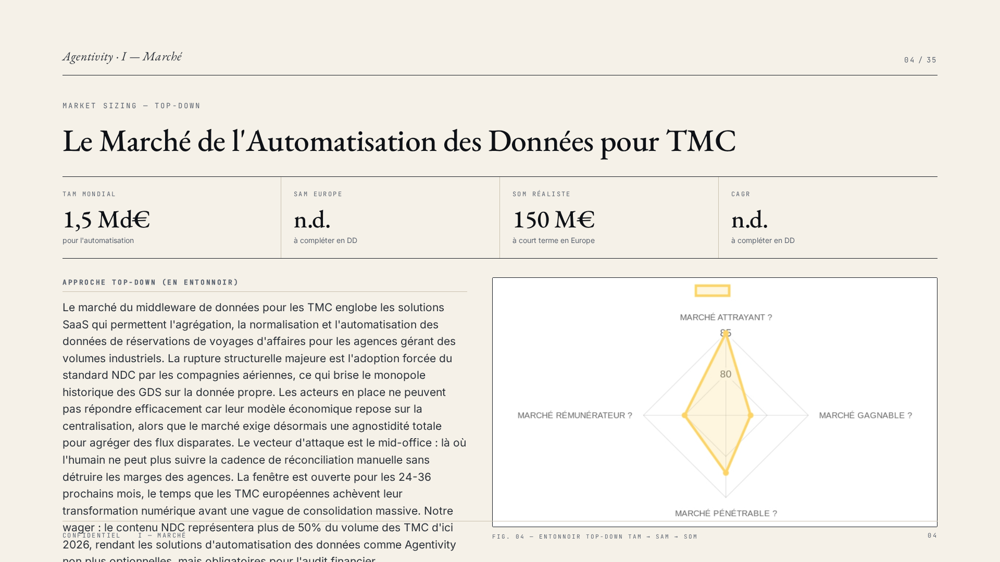 Agentivity · I — Marché
04 / 35
MARKET SIZING — TOP-DOWN
Le Marché de l'Automatisation des Données pour TMC
TAM MONDIAL
1,5 Md€
pour l'automatisation
SAM EUROPE
n.d.
à compléter en DD
SOM RÉALISTE
150 M€
à court terme en Europe
CAGR
n.d.
à compléter en DD
APPROCHE TOP-DOWN (EN ENTONNOIR)
Le marché du middleware de données pour les TMC englobe les solutions
SaaS qui permettent l'agrégation, la normalisation et l'automatisation des
données de réservations de voyages d'affaires pour les agences gérant des
volumes industriels. La rupture structurelle majeure est l'adoption forcée du
standard NDC par les compagnies aériennes, ce qui brise le monopole
historique des GDS sur la donnée propre. Les acteurs en place ne peuvent
pas répondre efficacement car leur modèle économique repose sur la
centralisation, alors que le marché exige désormais une agnostidité totale
pour agréger des flux disparates. Le vecteur d'attaque est le mid-office : là où
l'humain ne peut plus suivre la cadence de réconciliation manuelle sans
détruire les marges des agences. La fenêtre est ouverte pour les 24-36
prochains mois, le temps que les TMC européennes achèvent leur
transformation numérique avant une vague de consolidation massive. Notre
wager : le contenu NDC représentera plus de 50% du volume des TMC d'ici
2026, rendant les solutions d'automatisation des données comme Agentivity
non plus optionnelles, mais obligatoires pour l'audit financier.
MARCHÉ ATTRAYANT ?
85
80
MARCHÉ RÉMUNÉRATEUR ?
MARCHÉ GAGNABLE ?
MARCHÉ PÉNÉTRABLE ?
CONFIDENTIEL I — MARCHÉ
FIG. 04 — ENTONNOIR TOP-DOWN TAM → SAM → SOM
04